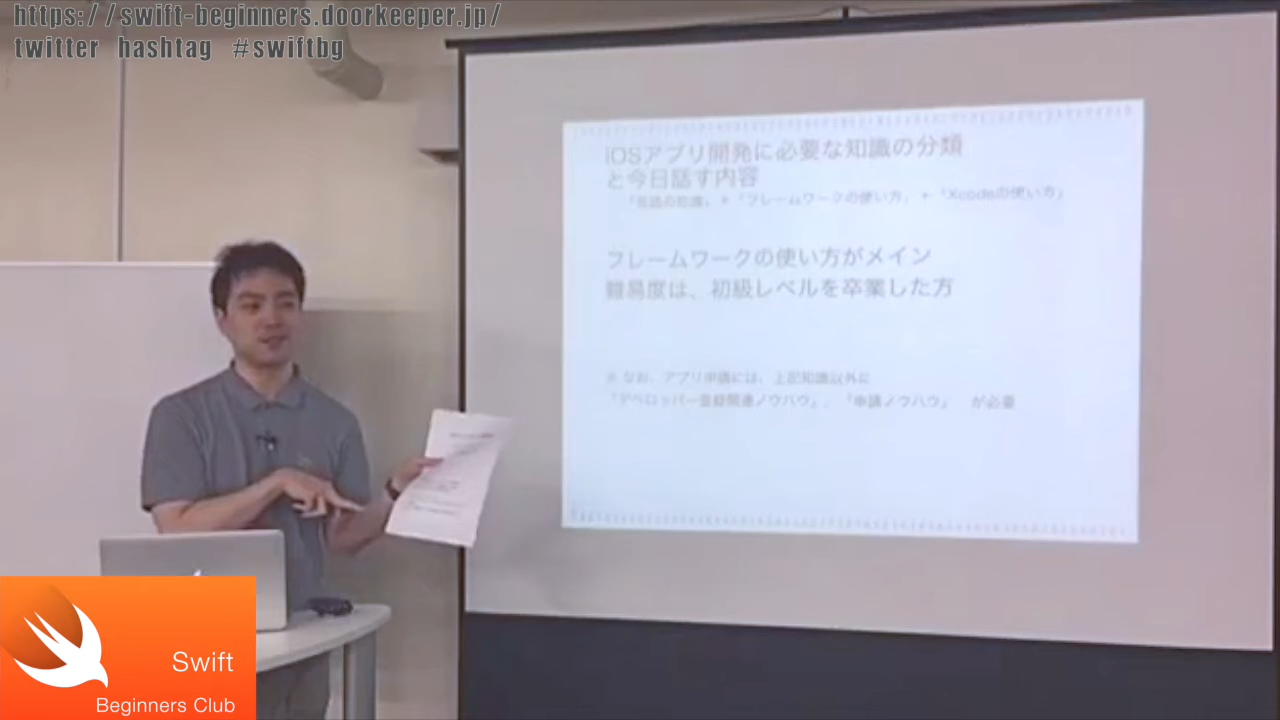 https://swift-beginners.doorkeeper.jp/
twitter hashtag #swiftbg
iOSアプリ開発に必要な知識の分類
と今日話す内容
「言語の知識」+「フレームワークの使い方」+「Xcodeの使い方」
フレームワークの使い方がメイン
難易度は、初級レベルを卒業した方
※ なお、アプリ申請には、上記知識以外に
「デベロッパー登録関連ノウハウ」、「申請ノウハウ」 が必要
Swift
Beginners Club